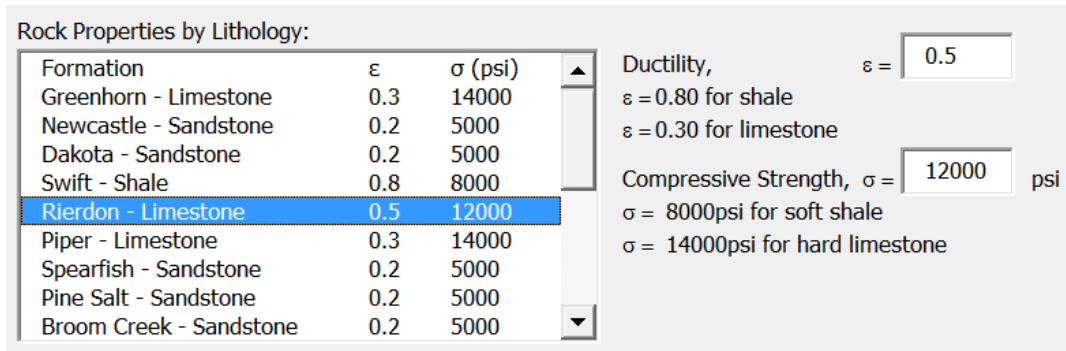 Rock Properties by Lithology:
Formation ε σ (psi)
Greenhorn - Limestone 0.3 14000
Newcastle - Sandstone 0.2 5000
Dakota - Sandstone 0.2 5000
Swift - Shale 0.8 8000
Rierdon - Limestone 0.5 12000
Piper - Limestone 0.3 14000
Spearfish - Sandstone 0.2 5000
Pine Salt - Sandstone 0.2 5000
Broom Creek - Sandstone 0.2 5000
Ductility, ε = 0.5
ε = 0.80 for shale
ε = 0.30 for limestone
Compressive Strength, σ = 12000 psi
σ = 8000psi for soft shale
σ = 14000psi for hard limestone